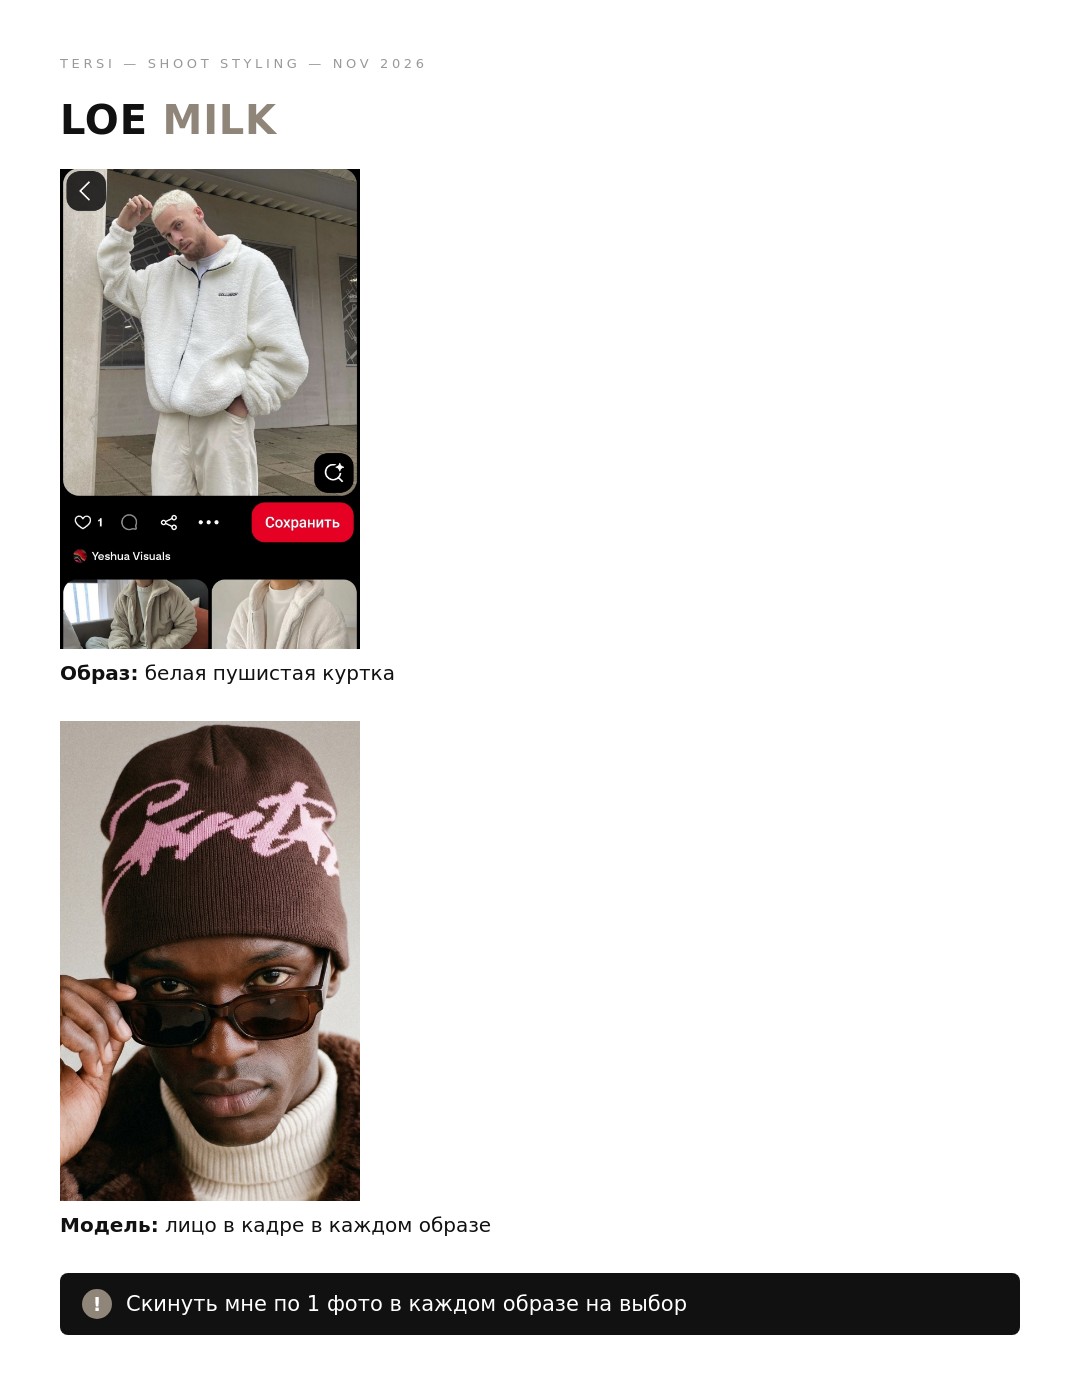 TERSI — SHOOT STYLING — NOV 2026
LOE MILK
1
Сохранить
Yeshua Visuals
Образ: белая пушистая куртка
Модель: лицо в кадре в каждом образе
! Скинуть мне по 1 фото в каждом образе на выбор